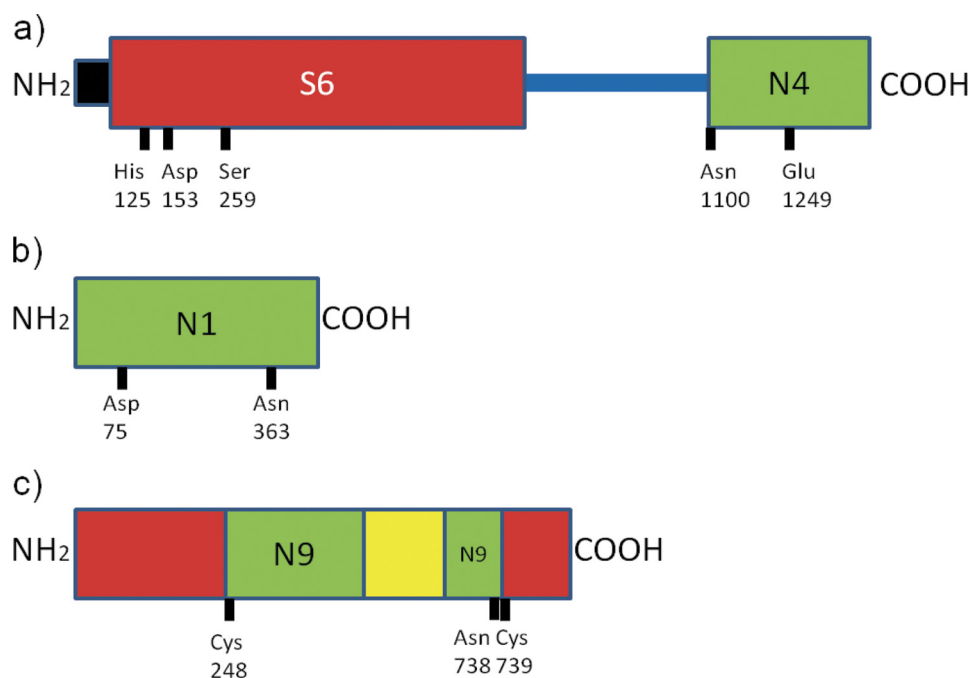 a)
NH2 S6 N4 COOH
His Asp Ser Asn Glu
125 153 259 1100 1249
b)
NH2 N1 COOH
Asp Asn
75 363
c)
NH2 N9 N9 COOH
Cys Asn Cys
248 738 739